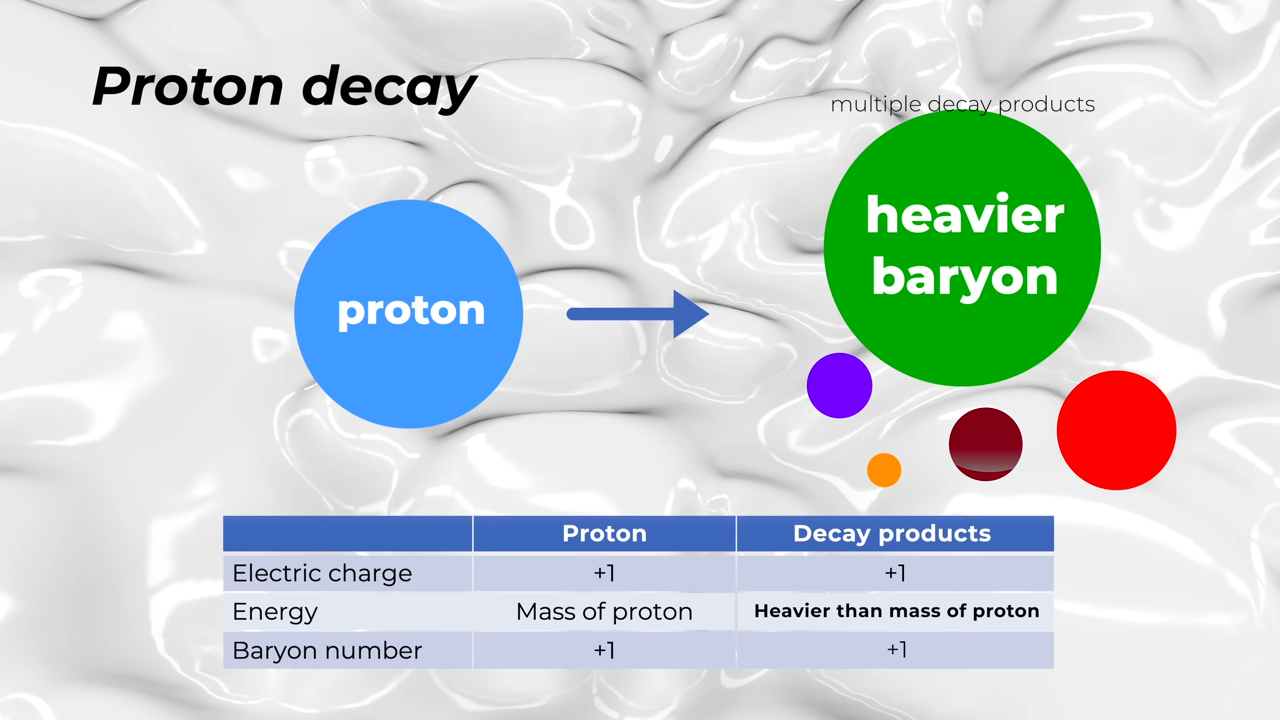 Proton decay
multiple decay products
heavier
baryon
proton
Proton Decay products
Electric charge +1 +1
Energy Mass of proton Heavier than mass of proton
Baryon number +1 +1